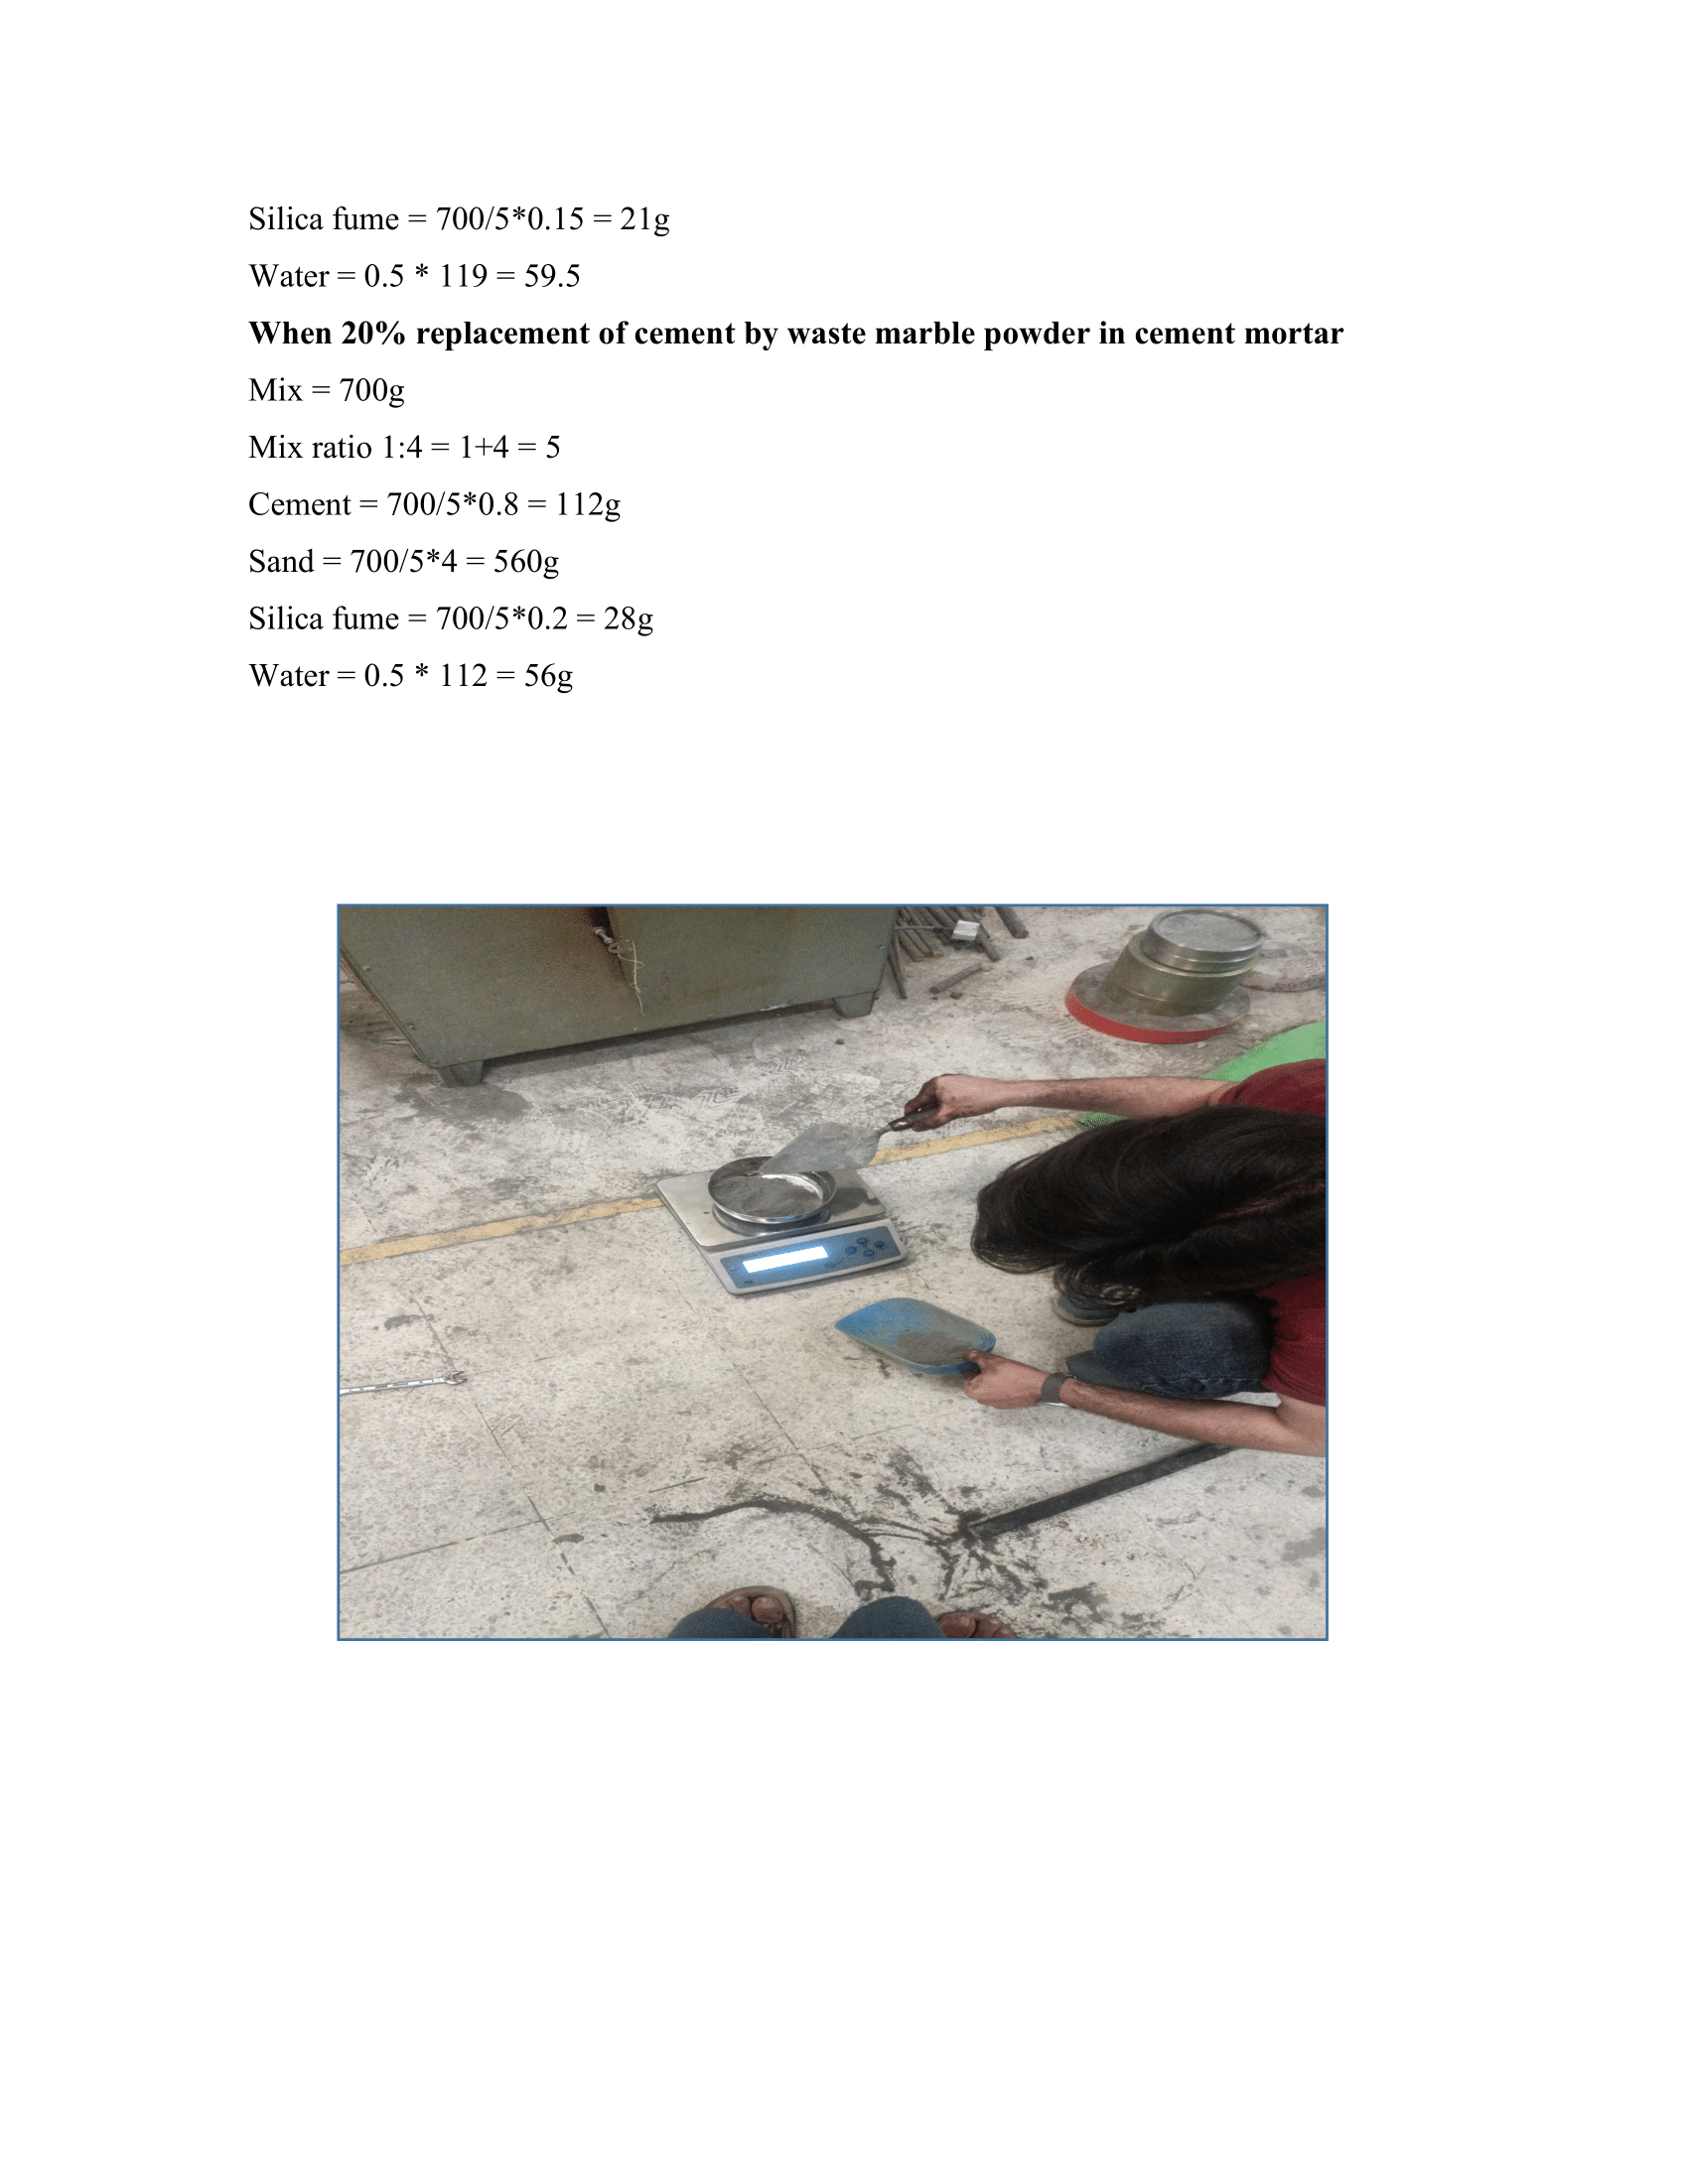 Silica fume = 700/5*0.15 = 21g
Water = 0.5 * 119 = 59.5
When 20% replacement of cement by waste marble powder in cement mortar
Mix = 700g
Mix ratio 1:4 = 1+4 = 5
Cement = 700/5*0.8 = 112g
Sand = 700/5*4 = 560g
Silica fume = 700/5*0.2 = 28g
Water = 0.5 * 112 = 56g